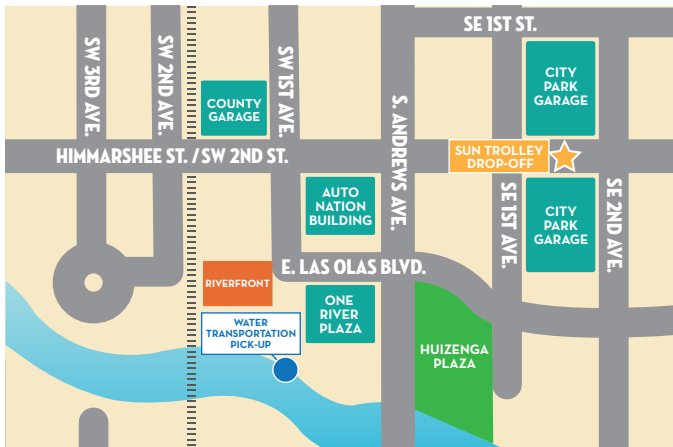 SE 1ST ST.
SW 3RD AVE.
SW 2ND AVE.
SW 1ST AVE.
COUNTY
GARAGE
S. ANDREWS AVE.
CITY
PARK
GARAGE
HIMMARSHEE ST. / SW 2ND ST.
SUN TROLLEY
DROP-OFF
AUTO
NATION
BUILDING
SE 1ST AVE.
CITY
PARK
GARAGE
SE 2ND AVE.
E. LAS OLAS BLVD.
RIVERFRONT
ONE
RIVER
PLAZA
WATER
TRANSPORTATION
PICK-UP
HUIZENGA
PLAZA